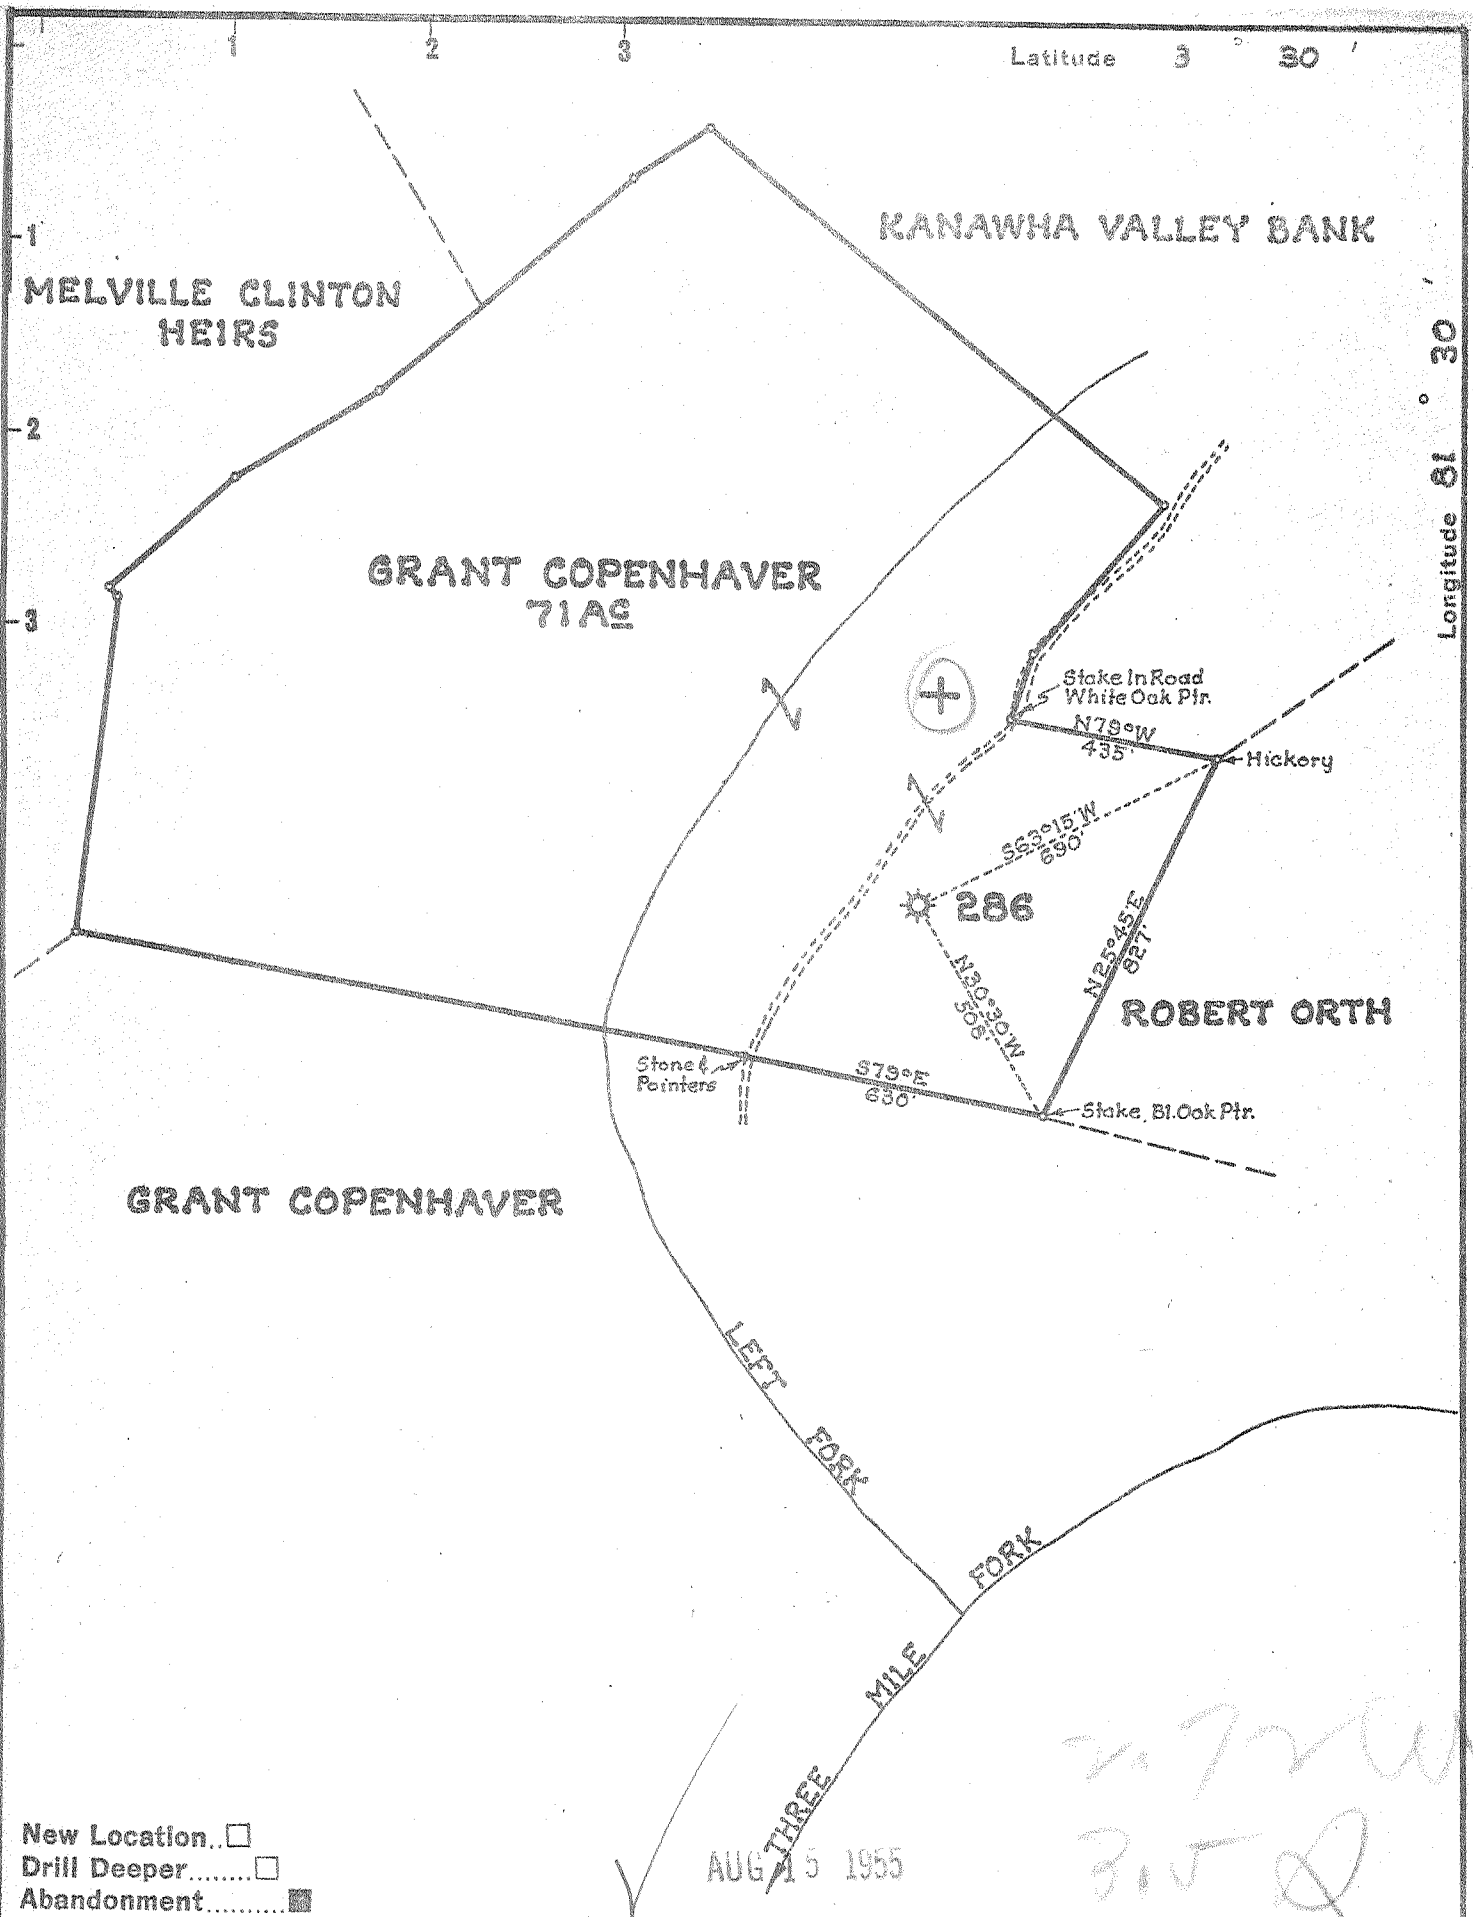 1 2 3
Latitude 3 ° 30 '
1
KANAWHA VALLEY BANK
MELVILLE CLINTON
HEIRS
Longitude 81 ° 30 '
2
GRANT COPENHAVER
71 Ac
3
Stake In Road
White Oak Ptr.
N79°W
435'
Hickory
S63°15'W
690'
286
N25°45'E
827'
N30°30'W
506'
ROBERT ORTH
Stone &
Pointers
S79°E
630'
Stake, Bl. Oak Ptr.
GRANT COPENHAVER
LEFT FORK
THREE MILE FORK
New Location..
Drill Deeper........
Abandonment..........
AUG 15 1955